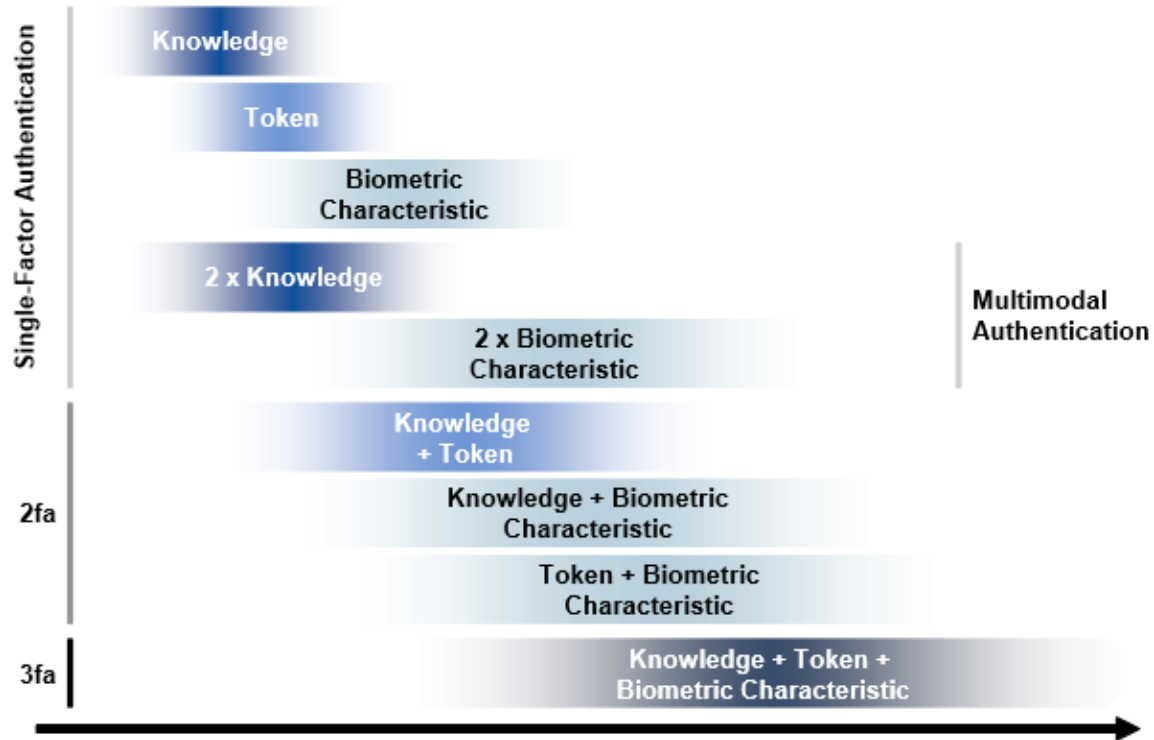 Single-Factor Authentication
Knowledge
Token
Biometric
Characteristic
2 x Knowledge
2 x Biometric
Characteristic
Multimodal
Authentication
2fa
Knowledge
+ Token
Knowledge + Biometric
Characteristic
Token + Biometric
Characteristic
3fa
Knowledge + Token +
Biometric Characteristic